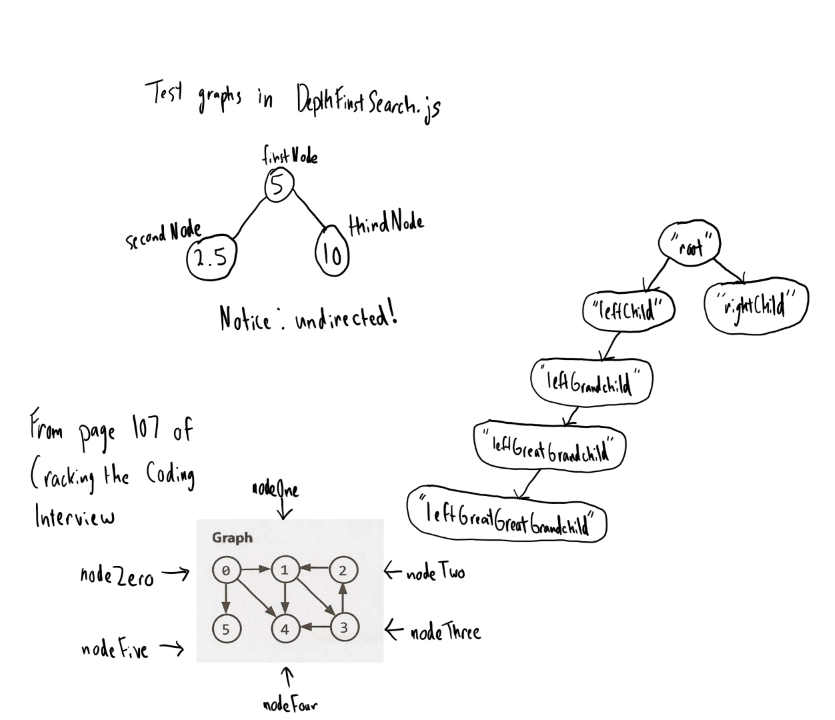 Test graphs in DepthFirstSearch.js
firstNode
5
secondNode
thirdNode
2.5
10
Notice: undirected!
"root"
"leftChild"
"rightChild"
"leftGrandchild"
"leftGreatGrandchild"
"leftGreatGreatGrandchild"
From page 107 of
Cracking the Coding
Interview
nodeOne
Graph
nodeZero
0
1
2
nodeTwo
nodeFive
5
4
3
nodeThree
nodeFour